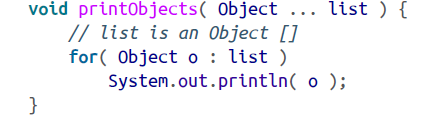 void printObjects( Object ... list ) {
    // list is an Object []
    for( Object o : list )
        System.out.println( o );
}